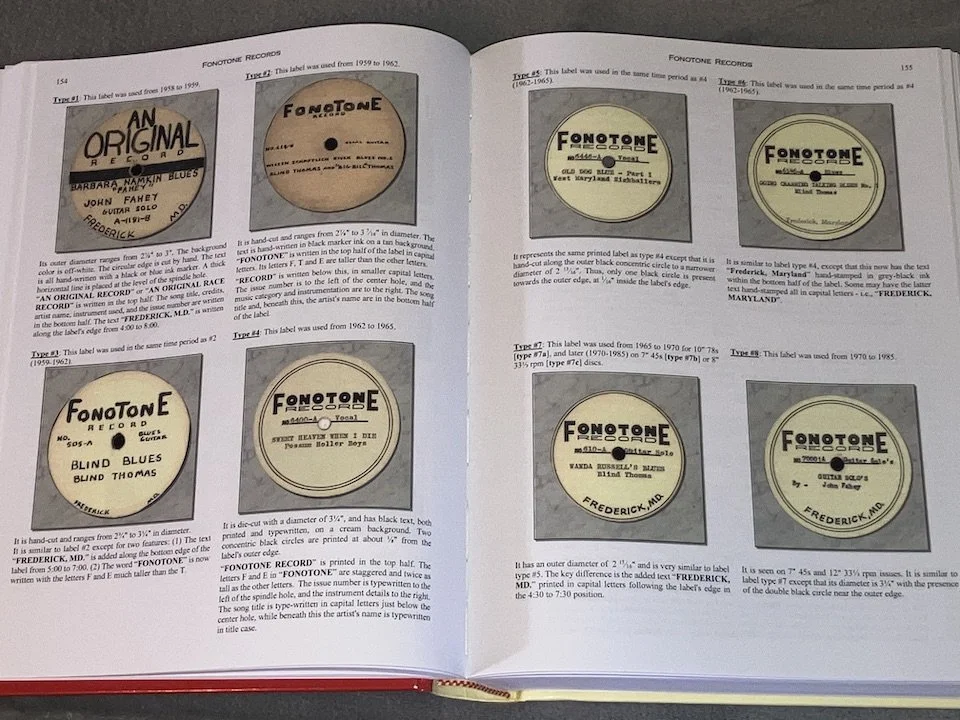 FONOTONE RECORDS
154
Type #1: This label was used from 1958 to 1959.
AN
ORIGINAL
RECORD
BARBARA NAMKIN BLUES
"FAHEY"
JOHN FAHEY
GUITAR SOLO
A-1181-B
FREDERICK MD.
Its outer diameter ranges from 2¾" to 3". The background
color is off-white. The circular edge is cut by hand. The text
is all handwritten with a black or blue ink marker. A thick
horizontal line is placed at the level of the spindle hole.
"AN ORIGINAL RECORD" or "AN ORIGINAL RACE
RECORD" is written in the top half. The song title, credits,
artist name, instrument used, and the issue number are written
in the bottom half. The text "FREDERICK, M.D." is written
along the label's edge from 4:00 to 8:00.
Type #2: This label was used from 1959 to 1962.
FONOTONE
RECORD
BLIND THOMAS AND "BIG BILL" THOMAS
It is hand-cut and ranges from 2¾" to 3 ⁷⁄₁₆" in diameter. The
text is hand-written in black marker ink on a tan background.
"FONOTONE" is written in the top half of the label in capital
letters. Its letters F, T and E are taller than the other letters.
"RECORD" is written below this, in smaller capital letters.
The issue number is to the left of the center hole, and the
music category and instrumentation are to the right. The song
title and, beneath this, the artist's name are in the bottom half
of the label.
Type #3: This label was used in the same time period as #2
(1959-1962).
FONOTONE
RECORD
NO.
505-A
BLUES
GUITAR
BLIND BLUES
BLIND THOMAS
FREDERICK MD.
It is hand-cut and ranges from 2¾" to 3¼" in diameter.
It is similar to label #2 except for two features: (1) The text
"FREDERICK, MD." is added along the bottom edge of the
label from 5:00 to 7:00. (2) The word "FONOTONE" is now
written with the letters F and E much taller than the T.
Type #4: This label was used from 1962 to 1965.
FONOTONE
RECORD
Vocal
SWEET HEAVEN WHEN I DIE
Possum Holler Boys
It is die-cut with a diameter of 3¼", and has black text, both
printed and typewritten, on a cream background. Two
concentric black circles are printed at about ⅛" from the
label's outer edge.
"FONOTONE RECORD" is printed in the top half. The
letters F and E in "FONOTONE" are staggered and twice as
tall as the other letters. The issue number is typewritten to the
left of the spindle hole, and the instrument details to the right.
The song title is type-written in capital letters just below the
center hole, while beneath this the artist's name is typewritten
in title case.
FONOTONE RECORDS
155
Type #5: This label was used in the same time period as #4
(1962-1965).
FONOTONE
RECORD
NO 6446-A Vocal
OLD DOG BLUE - Part 1
West Maryland Sinkballers
It represents the same printed label as type #4 except that it is
hand-cut along the outer black concentric circle to a narrower
diameter of 2 ¹⁵⁄₁₆". Thus, only one black circle is present
towards the outer edge, at ¹⁄₁₆" inside the label's edge.
Type #6: This label was used in the same time period as #4
(1962-1965).
FONOTONE
RECORD
Blues
GOING CRAWDADDING TALKING BLUES No. 1
Blind Thomas
Frederick, Maryland
It is similar to type #4, except that this now has the text
"Frederick, Maryland" hand-stamped in grey-black ink
within the bottom half of the label. Some may have the latter
text hand-stamped all in capital letters - i.e., "FREDERICK,
MARYLAND".
Type #7: This label was used from 1965 to 1970 for 10" 78s
[type #7a], and later (1970-1985) on 7" 45s [type #7b] or 8"
33⅓ rpm [type #7c] discs.
FONOTONE
RECORD
NO 610-A Guitar Solo
WANDA RUSSELL'S BLUES
Blind Thomas
FREDERICK, MD.
It has an outer diameter of 2 ¹⁵⁄₁₆" and is very similar to label
type #5. The key difference is the added text "FREDERICK,
MD." printed in capital letters following the label's edge in
the 4:30 to 7:30 position.
Type #8: This label was used from 1970 to 1985.
FONOTONE
RECORD
NO 70001A Guitar Solo's
GUITAR SOLO'S
By - John Fahey
FREDERICK, MD.
It is seen on 7" 45s and 12" 33⅓ rpm issues. It is similar to
label type #7 except that its diameter is 3¼" with the presence
of the double black circle near the outer edge.